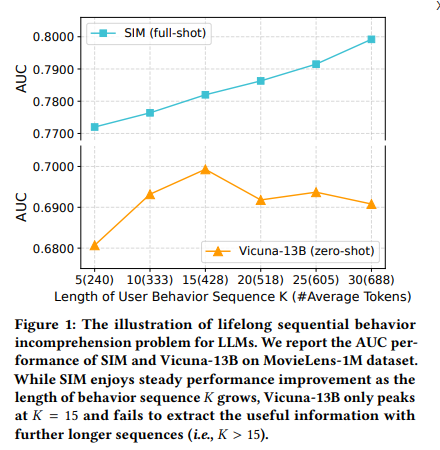 SIM (full-shot)
0.8000
0.7900
0.7800
0.7700
AUC
0.7000
0.6900
0.6800
AUC
Vicuna-13B (zero-shot)
5(240) 10(333) 15(428) 20(518) 25(605) 30(688)
Length of User Behavior Sequence K (#Average Tokens)
Figure 1: The illustration of lifelong sequential behavior
incomprehension problem for LLMs. We report the AUC per-
formance of SIM and Vicuna-13B on MovieLens-1M dataset.
While SIM enjoys steady performance improvement as the
length of behavior sequence K grows, Vicuna-13B only peaks
at K = 15 and fails to extract the useful information with
further longer sequences (i.e., K > 15).